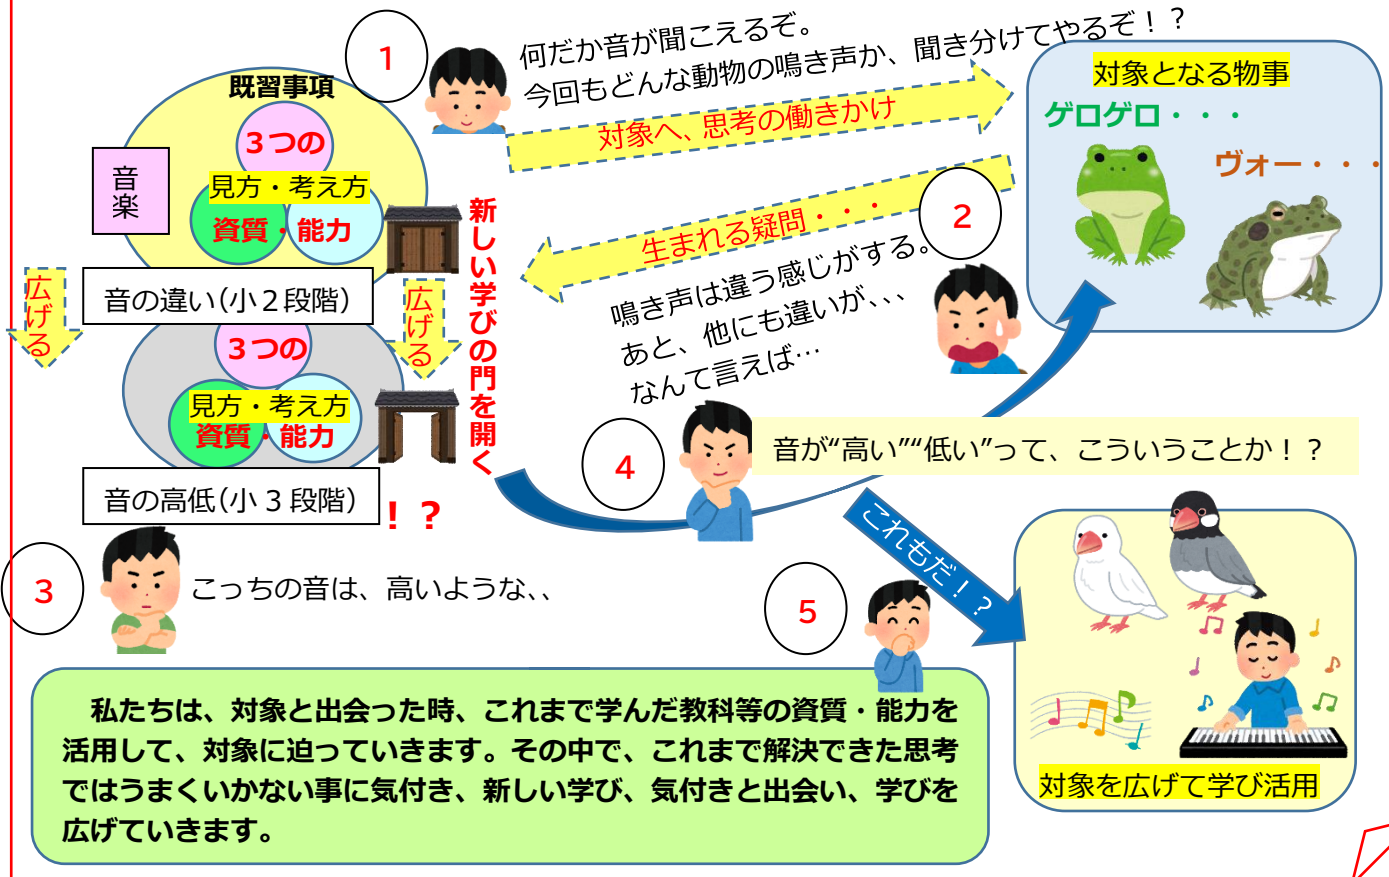 1
何だか音が聞こえるぞ。
今回もどんな動物の鳴き声か、聞き分けてやるぞ！？
対象へ、思考の働きかけ
対象となる物事
ゲロゲロ・・・
ヴォー・・・
既習事項
３つの
見方・考え方
資質・能力
音楽
音の違い（小２段階）
広げる
広げる
新しい学びの門を開く
2
生まれる疑問・・・
鳴き声は違う感じがする。
あと、他にも違いが、、、
なんて言えば…
３つの
見方・考え方
資質・能力
音の高低（小３段階）
！？
3
こっちの音は、高いような、、
4
音が“高い”“低い”って、こういうことか！？
これもだ！？
5
対象を広げて学び活用
私たちは、対象と出会った時、これまで学んだ教科等の資質・能力を
活用して、対象に迫っていきます。その中で、これまで解決できた思考
ではうまくいかない事に気付き、新しい学び、気付きと出会い、学びを
広げていきます。